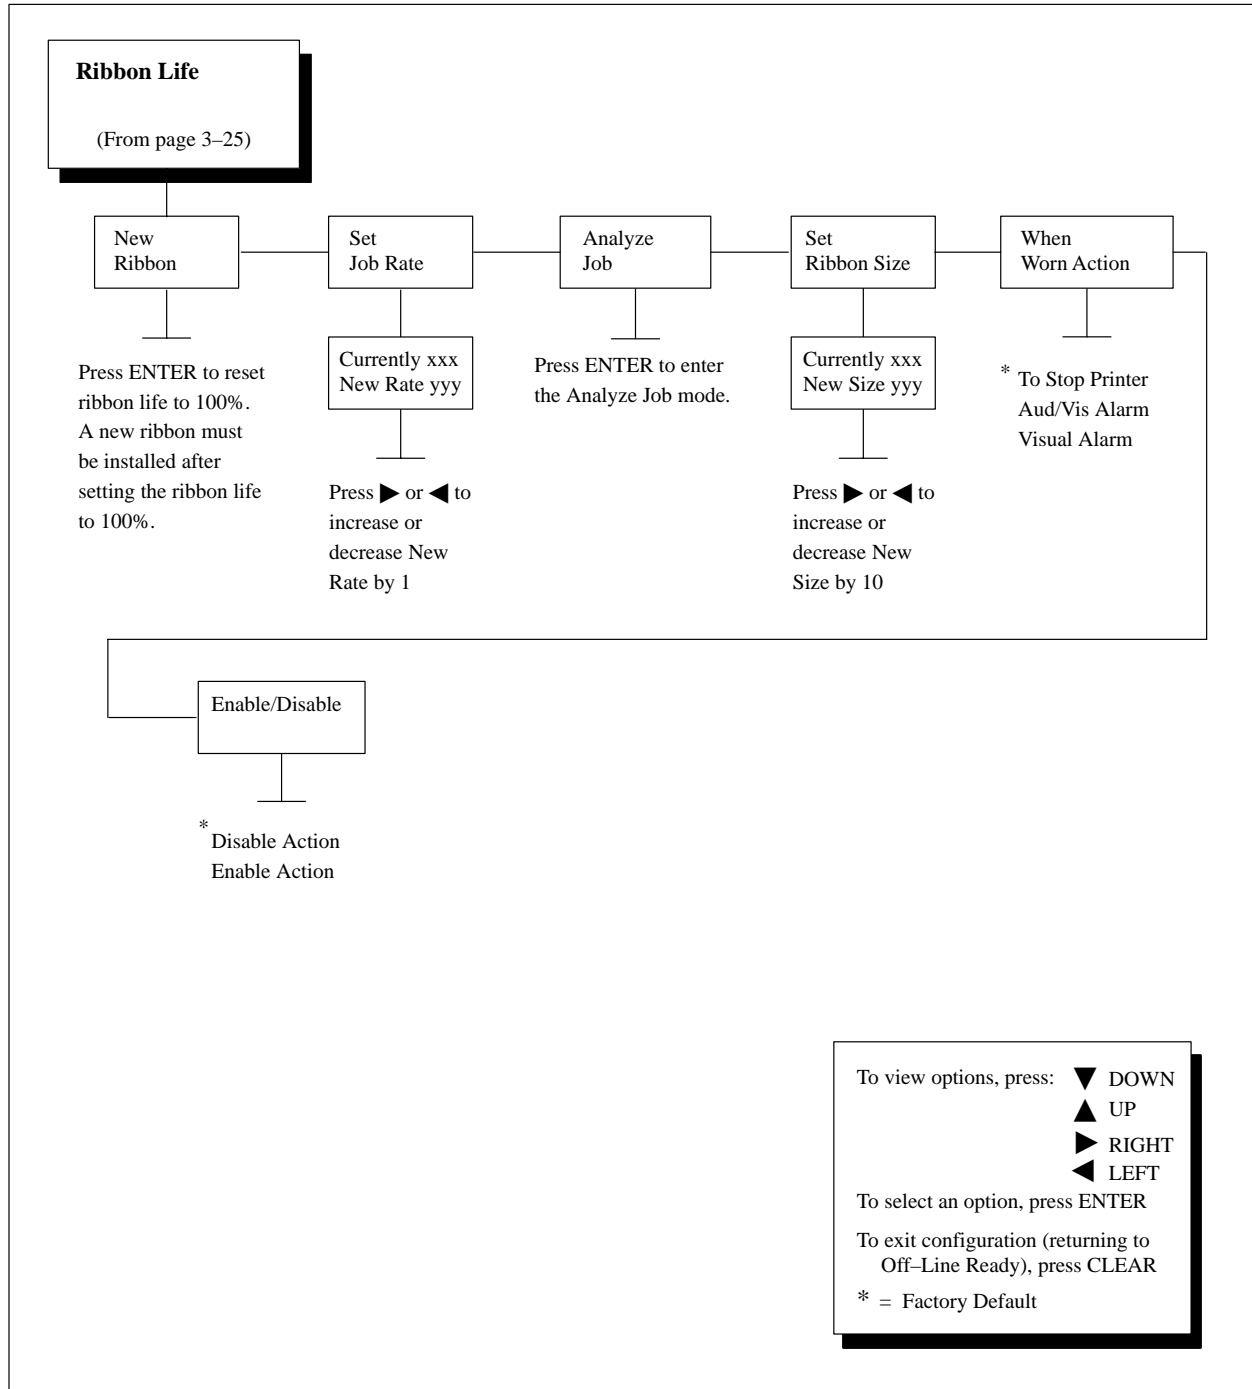 Ribbon Life
(From page 3–25)
New
Ribbon
Set
Job Rate
Analyze
Job
Set
Ribbon Size
When
Worn Action
Press ENTER to reset
ribbon life to 100%.
A new ribbon must
be installed after
setting the ribbon life
to 100%.
Currently xxx
New Rate yyy
Press ▶ or ◀ to
increase or
decrease New
Rate by 1
Press ENTER to enter
the Analyze Job mode.
Currently xxx
New Size yyy
Press ▶ or ◀ to
increase or
decrease New
Size by 10
* To Stop Printer
Aud/Vis Alarm
Visual Alarm
Enable/Disable
* Disable Action
Enable Action
To view options, press: ▼ DOWN
▲ UP
▶ RIGHT
◀ LEFT
To select an option, press ENTER
To exit configuration (returning to
Off–Line Ready), press CLEAR
* = Factory Default